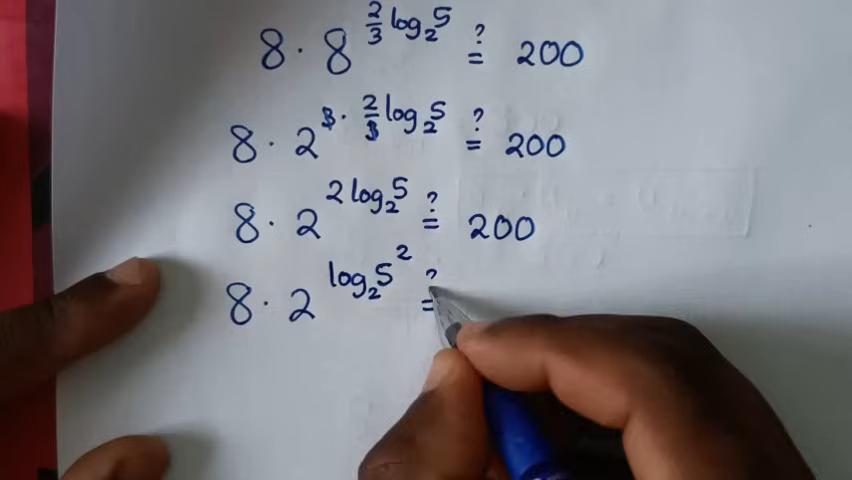 8 · 8^(2/3 log₂5) ≟ 200
8 · 2^(3 · 2/3 log₂5) ≟ 200
8 · 2^(2 log₂5) ≟ 200
8 · 2^(log₂5²) ≟